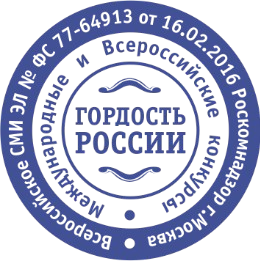 Всероссийское СМИ ЭЛ № ФС 77-64913 от 16.02.2016 Роскомнадзор г.Москва
Международные и Всероссийские конкурсы
ГОРДОСТЬ
РОССИИ